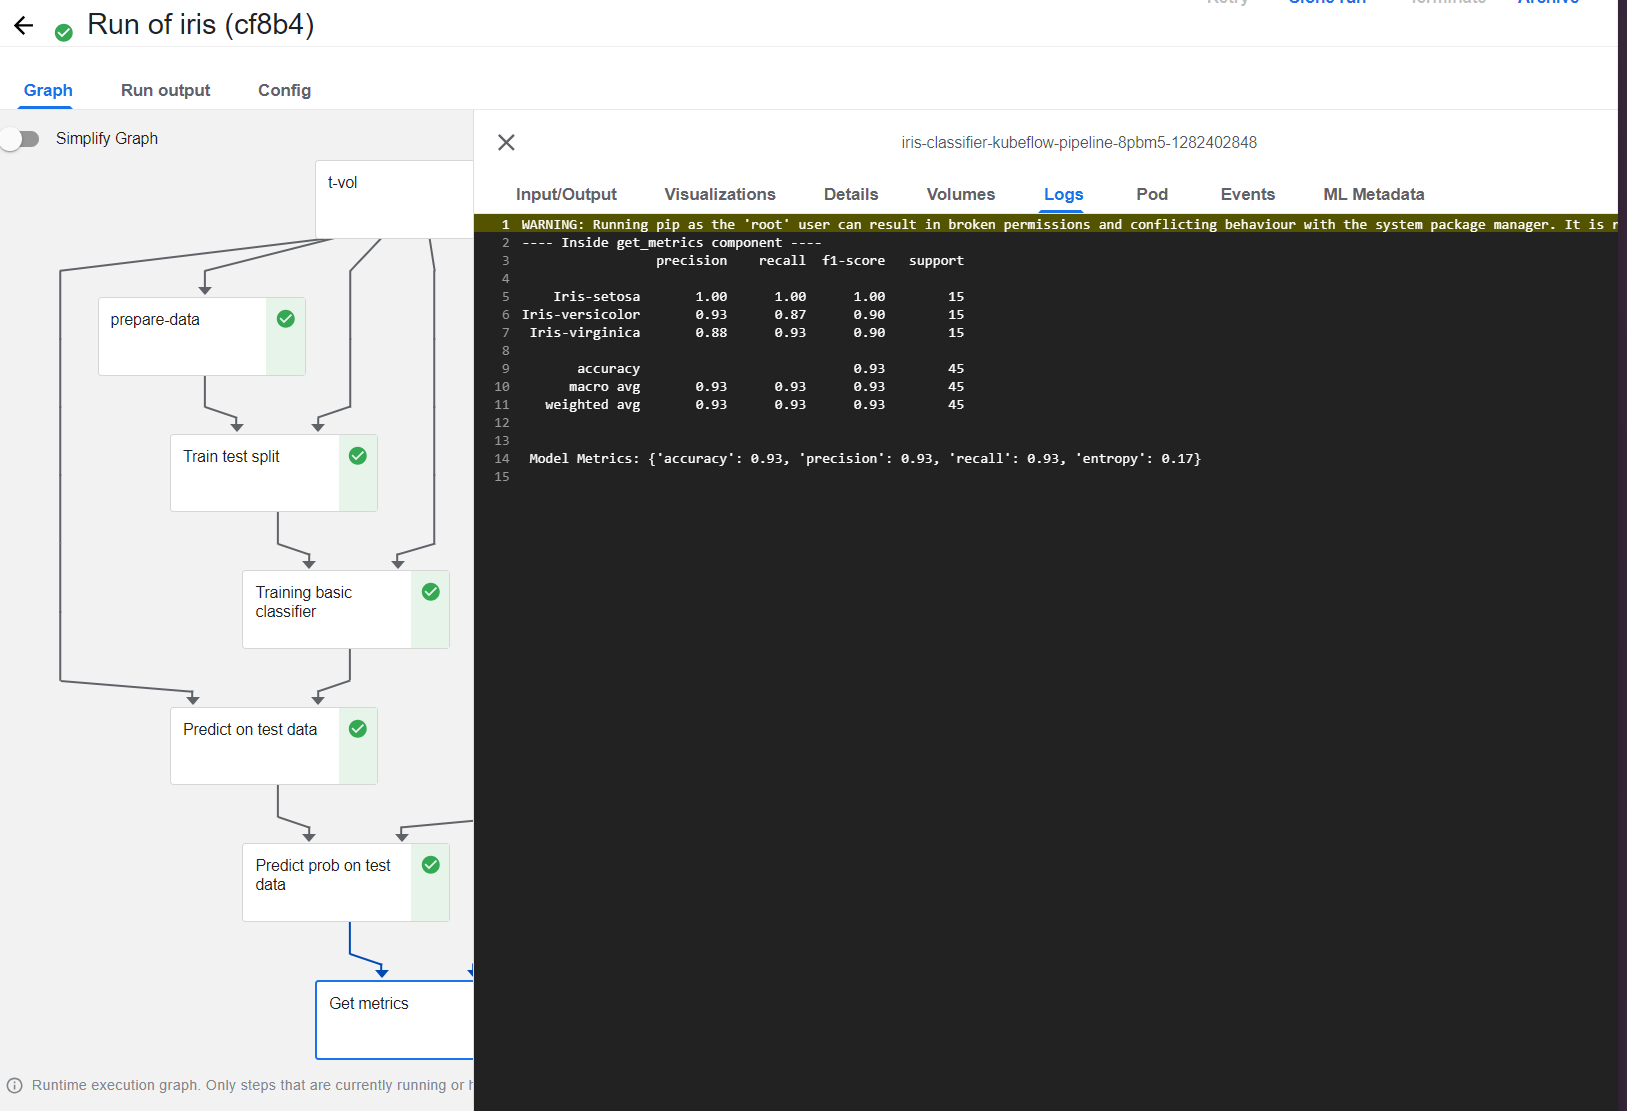 Retry Clone run Terminate Archive
Run of iris (cf8b4)
Graph Run output Config
Simplify Graph
t-vol
prepare-data
Train test split
Training basic
classifier
Predict on test data
Predict prob on test
data
Get metrics
Runtime execution graph. Only steps that are currently running or
iris-classifier-kubeflow-pipeline-8pbm5-1282402848
Input/Output Visualizations Details Volumes Logs Pod Events ML Metadata
1 WARNING: Running pip as the 'root' user can result in broken permissions and conflicting behaviour with the system package manager. It is
2 ---- Inside get_metrics component ----
3 precision recall f1-score support
4
5 Iris-setosa 1.00 1.00 1.00 15
6 Iris-versicolor 0.93 0.87 0.90 15
7 Iris-virginica 0.88 0.93 0.90 15
8
9 accuracy 0.93 45
10 macro avg 0.93 0.93 0.93 45
11 weighted avg 0.93 0.93 0.93 45
12
13
14 Model Metrics: {'accuracy': 0.93, 'precision': 0.93, 'recall': 0.93, 'entropy': 0.17}
15